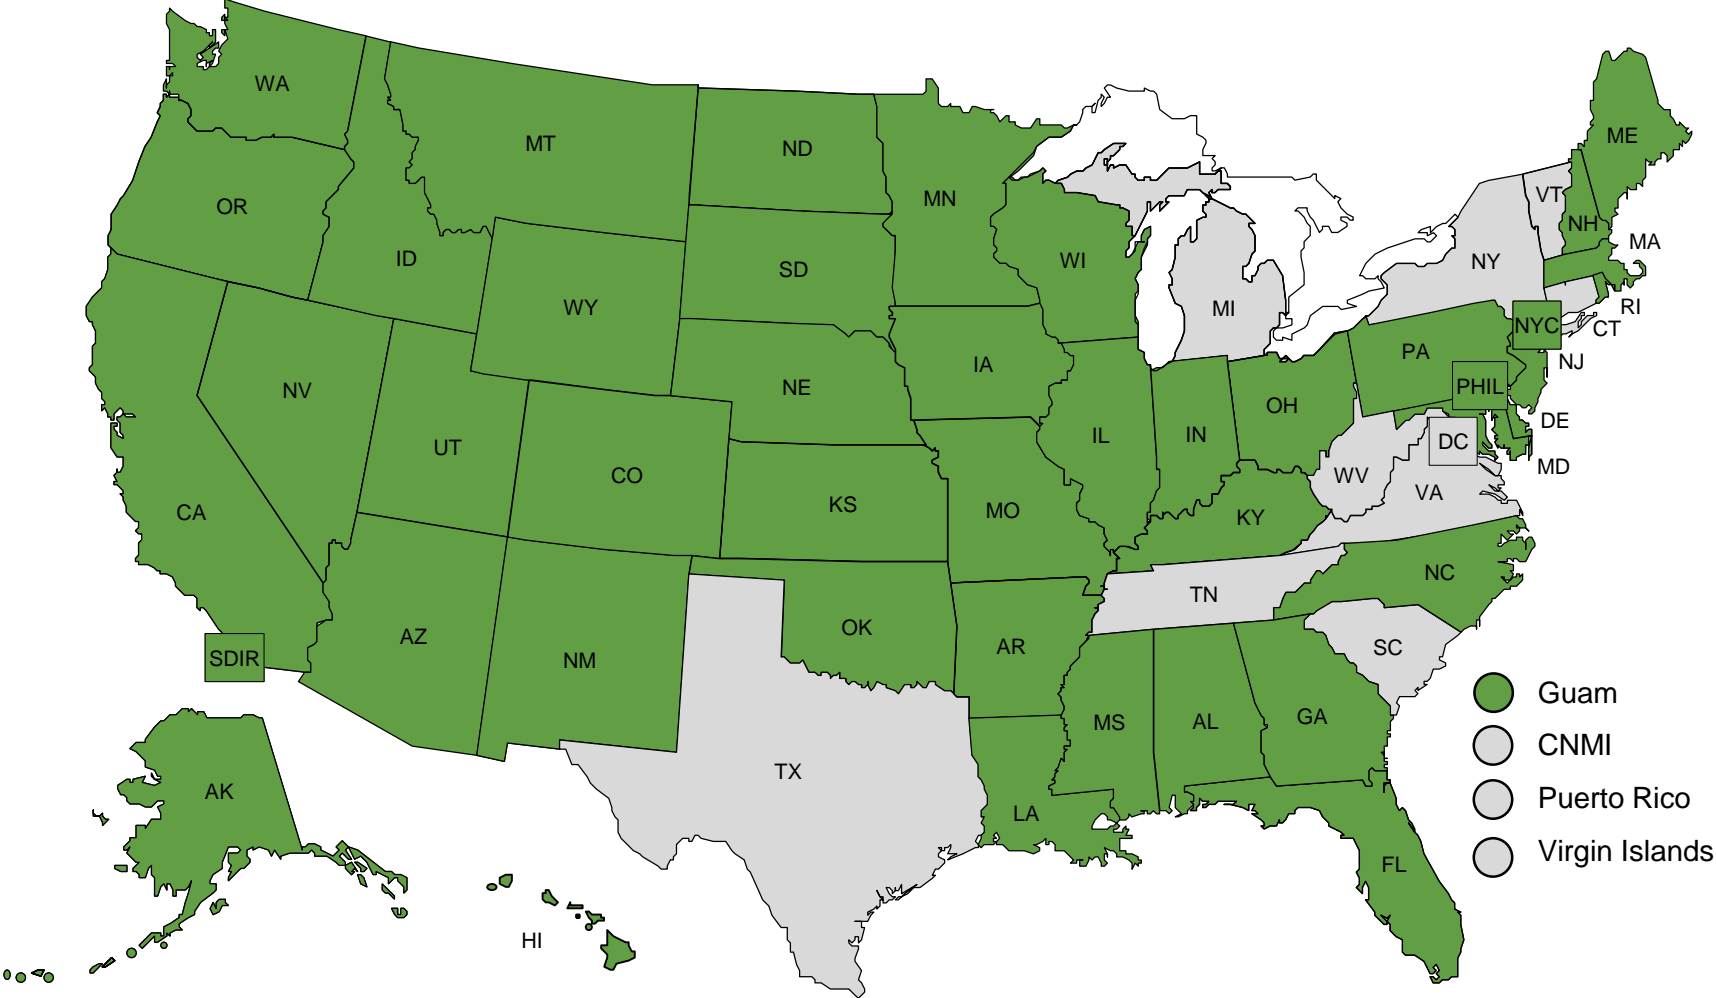 WA
MT
ND
MN
ME
OR
ID
WY
SD
WI
MI
NY
VT
NH
MA
RI
CT
NYC
NJ
PA
PHIL
NV
UT
CO
NE
IA
IL
IN
OH
DE
MD
DC
WV
VA
CA
KS
MO
KY
NC
TN
SDIR
AZ
NM
OK
AR
SC
MS
AL
GA
TX
LA
FL
AK
HI
Guam
CNMI
Puerto Rico
Virgin Islands